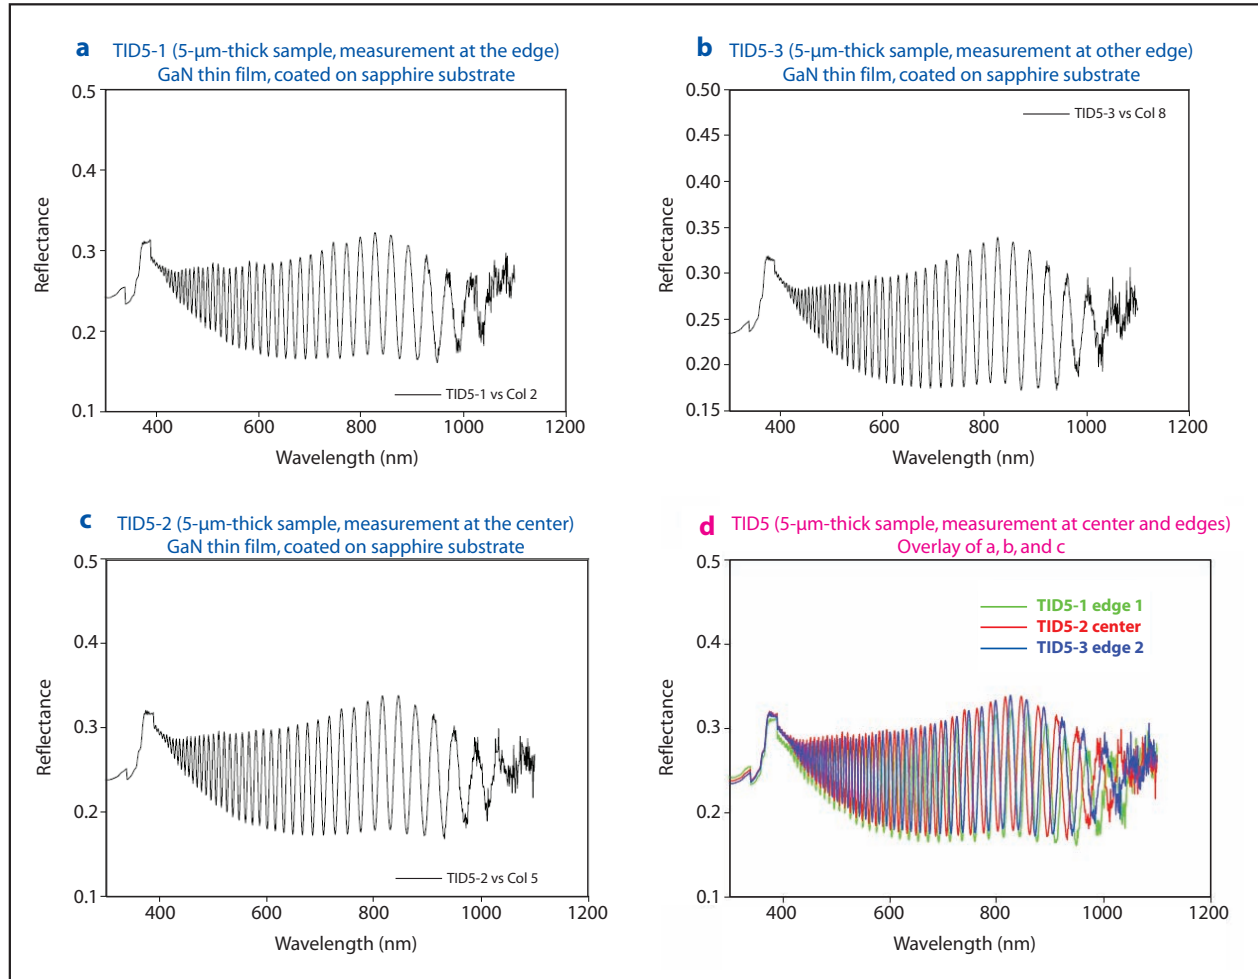 a TID5-1 (5-μm-thick sample, measurement at the edge)
GaN thin film, coated on sapphire substrate
0.5
0.4
0.3
0.2
0.1
Reflectance
TID5-1 vs Col 2
400 600 800 1000 1200
Wavelength (nm)
b TID5-3 (5-μm-thick sample, measurement at other edge)
GaN thin film, coated on sapphire substrate
0.50
0.45
0.40
0.35
0.30
0.25
0.20
0.15
Reflectance
TID5-3 vs Col 8
400 600 800 1000 1200
Wavelength (nm)
c TID5-2 (5-μm-thick sample, measurement at the center)
GaN thin film, coated on sapphire substrate
0.5
0.4
0.3
0.2
0.1
Reflectance
TID5-2 vs Col 5
400 600 800 1000 1200
Wavelength (nm)
d TID5 (5-μm-thick sample, measurement at center and edges)
Overlay of a, b, and c
0.5
0.4
0.3
0.2
0.1
Reflectance
TID5-1 edge 1
TID5-2 center
TID5-3 edge 2
400 600 800 1000 1200
Wavelength (nm)